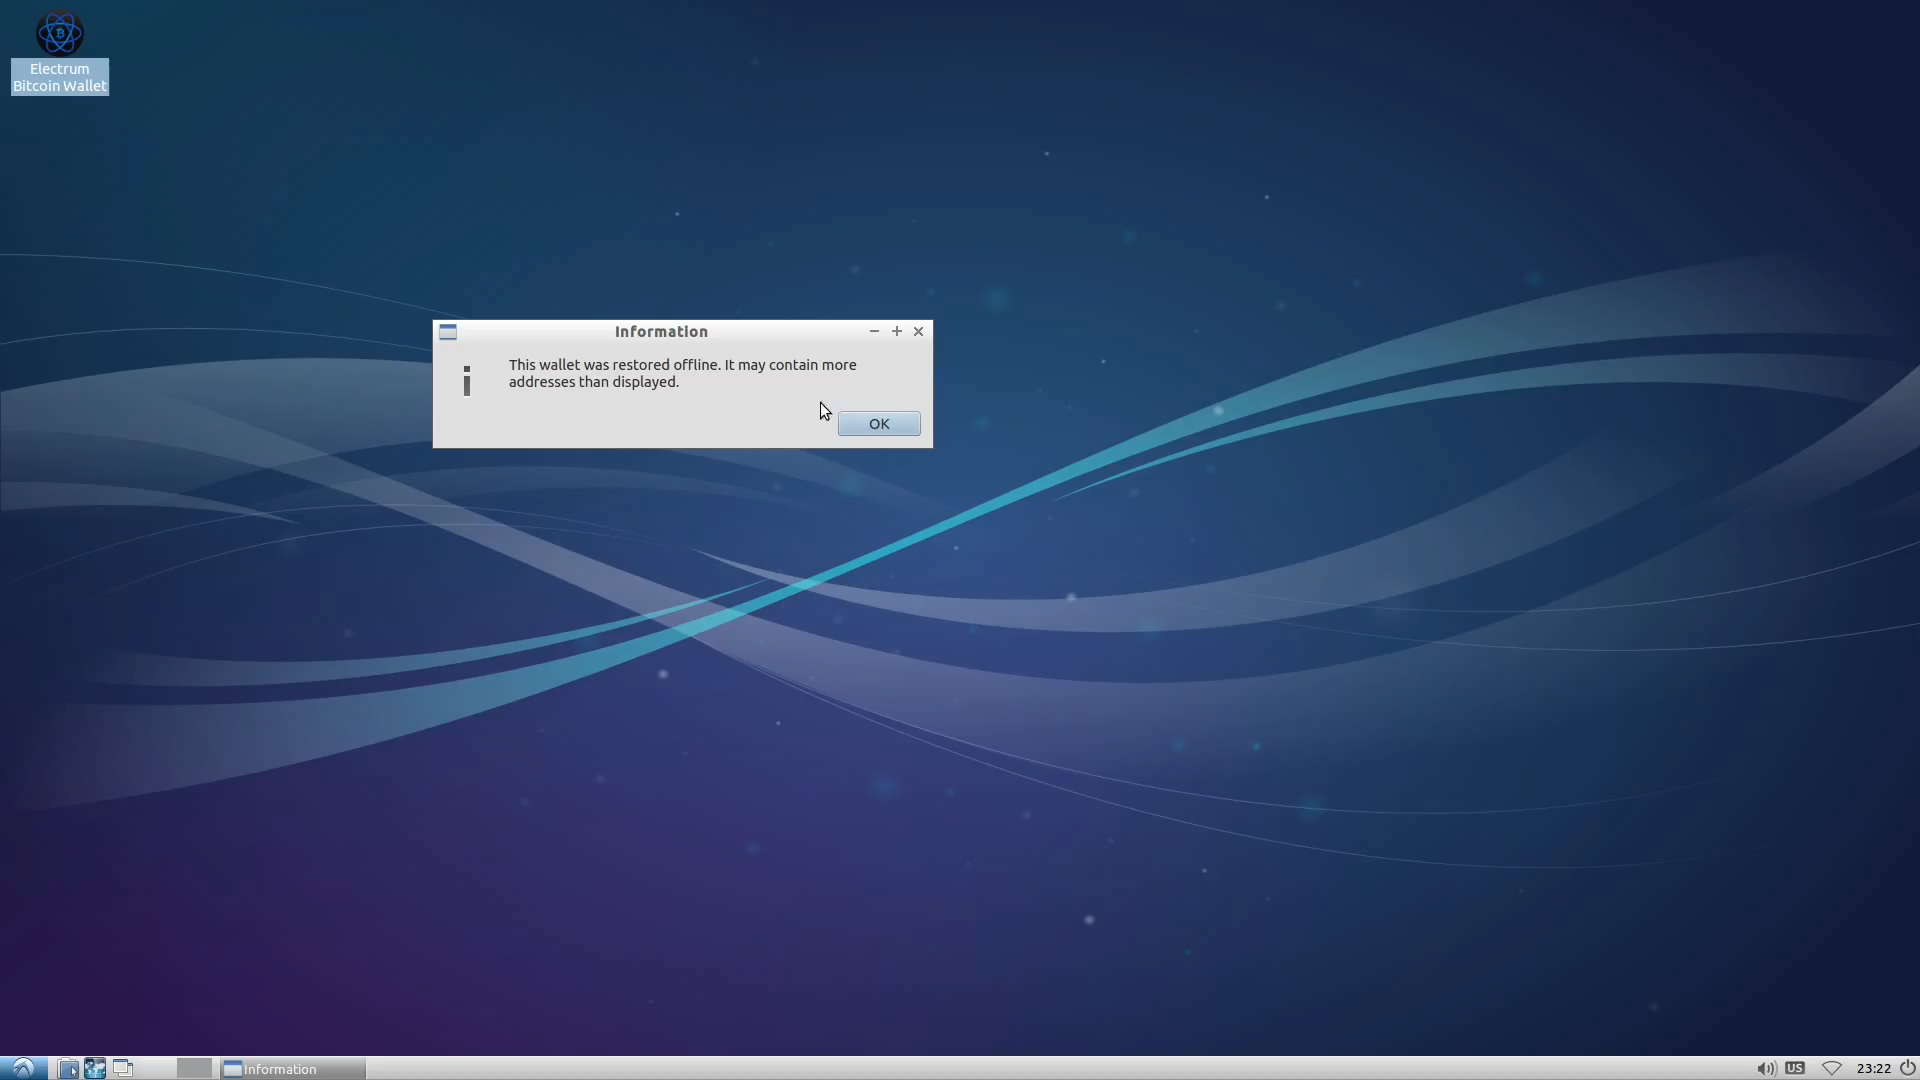 Electrum
Bitcoin Wallet
Information
This wallet was restored offline. It may contain more
addresses than displayed.
OK
Information
US
23:22